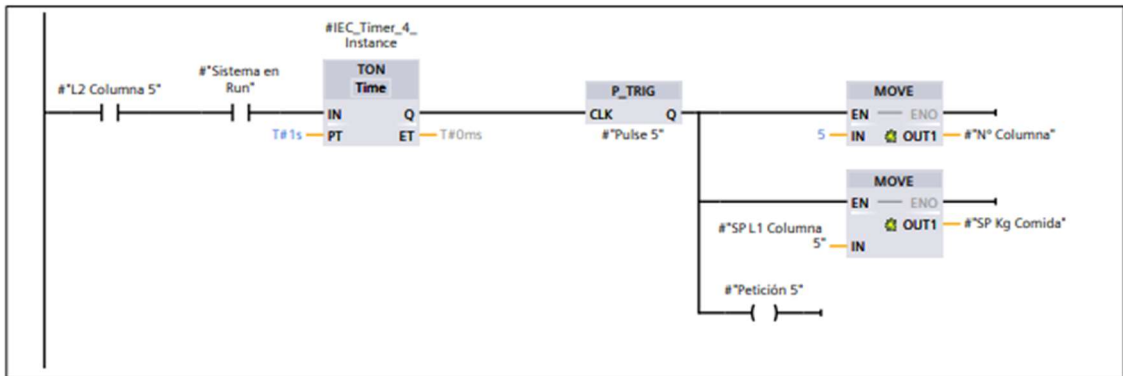 #IEC_Timer_4_
Instance
#"L2 Columna 5"
#"Sistema en
Run"
TON
Time
IN Q
T#1s PT ET T#0ms
P_TRIG
CLK Q
#"Pulse 5"
MOVE
EN ENO
5 IN OUT1 #"Nº Columna"
MOVE
EN ENO
OUT1 #"SP Kg Comida"
#"SP L1 Columna
5" IN
#"Petición 5"